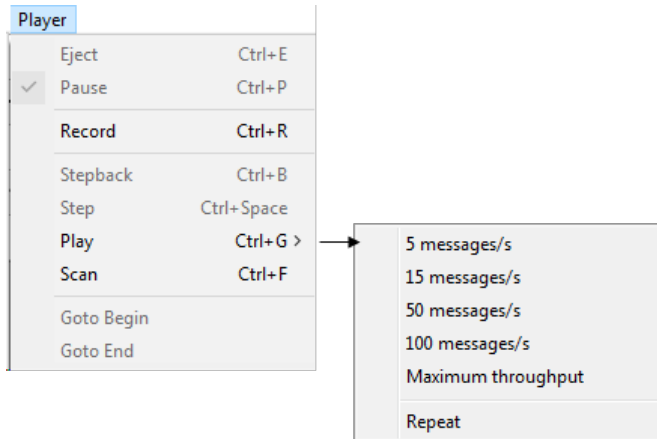 Player
Eject Ctrl+E
Pause Ctrl+P
Record Ctrl+R
Stepback Ctrl+B
Step Ctrl+Space
Play Ctrl+G >
Scan Ctrl+F
Goto Begin
Goto End
5 messages/s
15 messages/s
50 messages/s
100 messages/s
Maximum throughput
Repeat